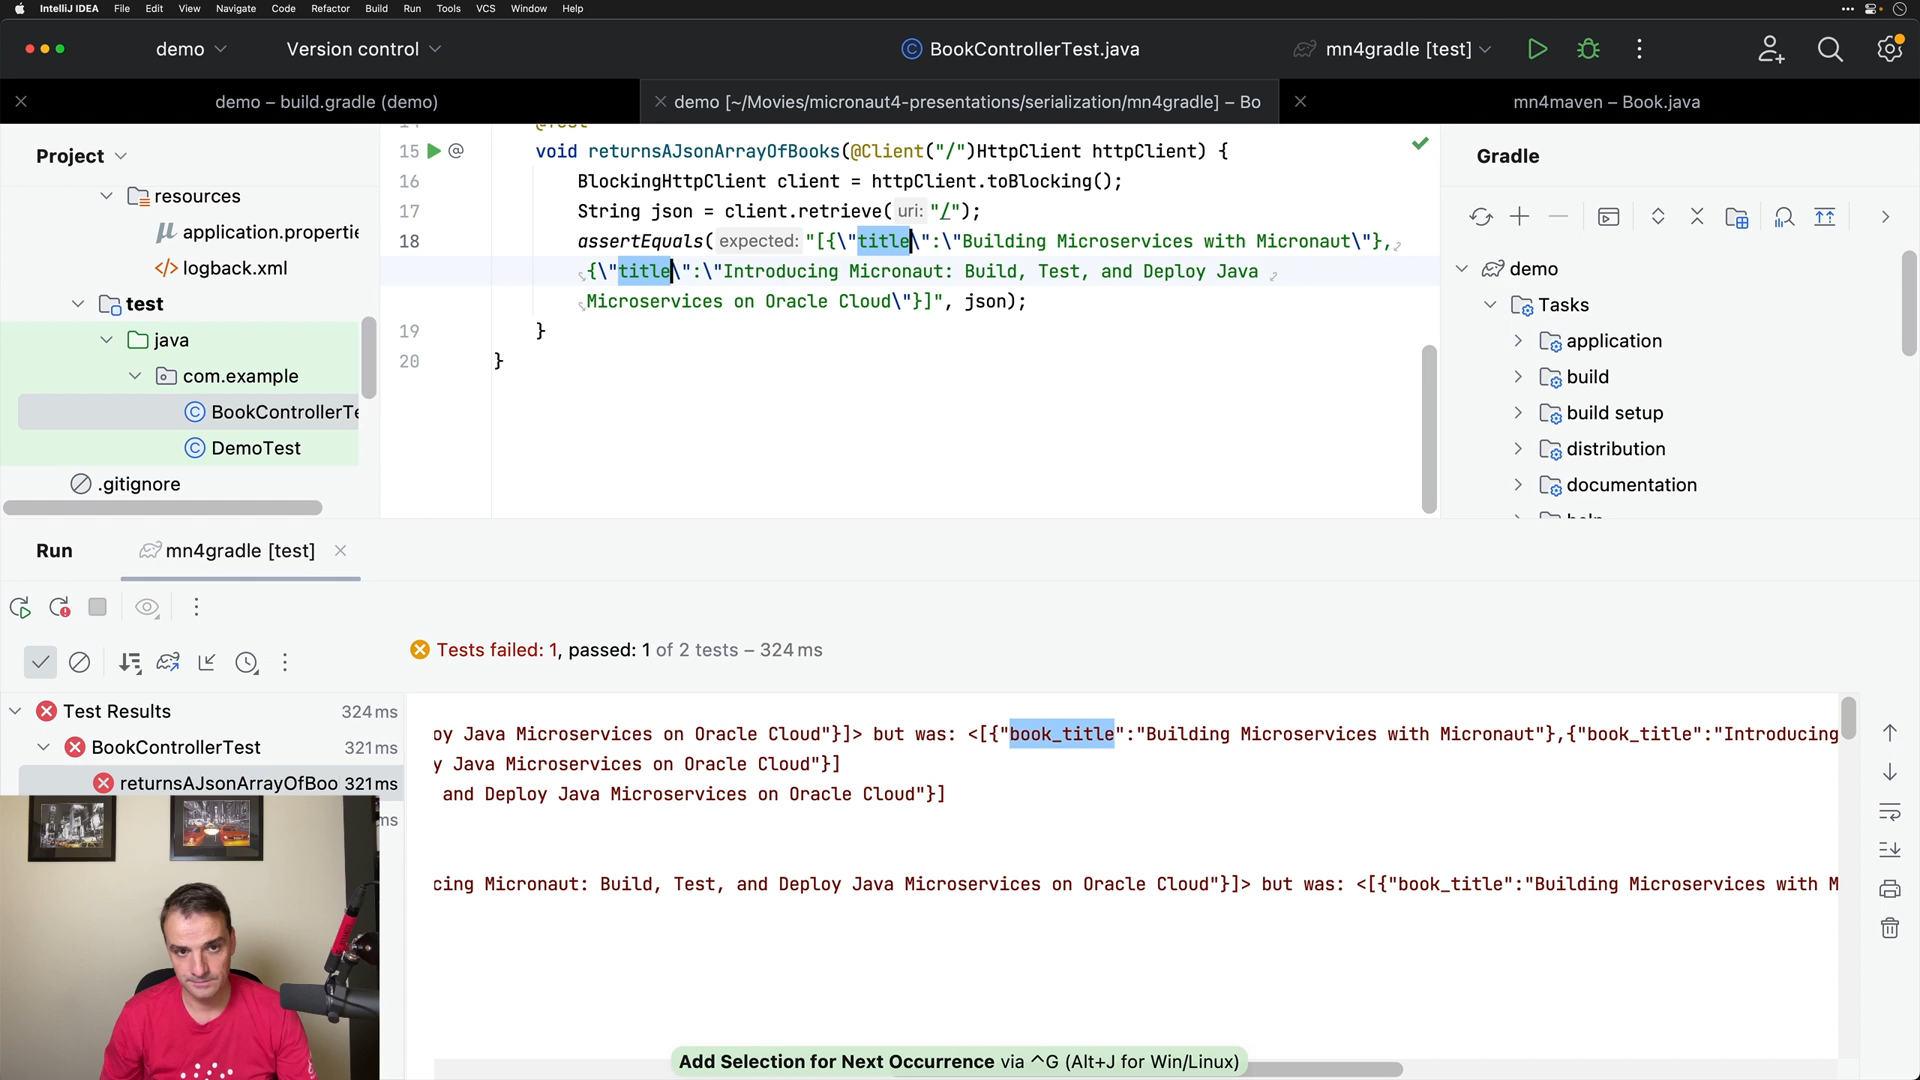 IntelliJ IDEA File Edit View Navigate Code Refactor Build Run Tools VCS Window Help
demo Version control BookControllerTest.java mn4gradle [test]
demo – build.gradle (demo) demo [~/Movies/micronaut4-presentations/serialization/mn4gradle] – Bo mn4maven – Book.java
Project
resources
application.propertie
logback.xml
test
java
com.example
BookControllerTe
DemoTest
.gitignore
15 void returnsAJsonArrayOfBooks(@Client("/")HttpClient httpClient) {
16 BlockingHttpClient client = httpClient.toBlocking();
17 String json = client.retrieve( uri: "/");
18 assertEquals( expected: "[{\"title\":\"Building Microservices with Micronaut\"},
{\"title\":\"Introducing Micronaut: Build, Test, and Deploy Java
Microservices on Oracle Cloud\"}]", json);
19 }
20 }
Gradle
demo
Tasks
application
build
build setup
distribution
documentation
Run mn4gradle [test]
Tests failed: 1, passed: 1 of 2 tests – 324 ms
Test Results 324 ms
BookControllerTest 321 ms
returnsAJsonArrayOfBoo 321 ms
ms
oy Java Microservices on Oracle Cloud"}]> but was: <[{"book_title":"Building Microservices with Micronaut"},{"book_title":"Introducing
y Java Microservices on Oracle Cloud"}]
and Deploy Java Microservices on Oracle Cloud"}]
cing Micronaut: Build, Test, and Deploy Java Microservices on Oracle Cloud"}]> but was: <[{"book_title":"Building Microservices with M
Add Selection for Next Occurrence via ^G (Alt+J for Win/Linux)